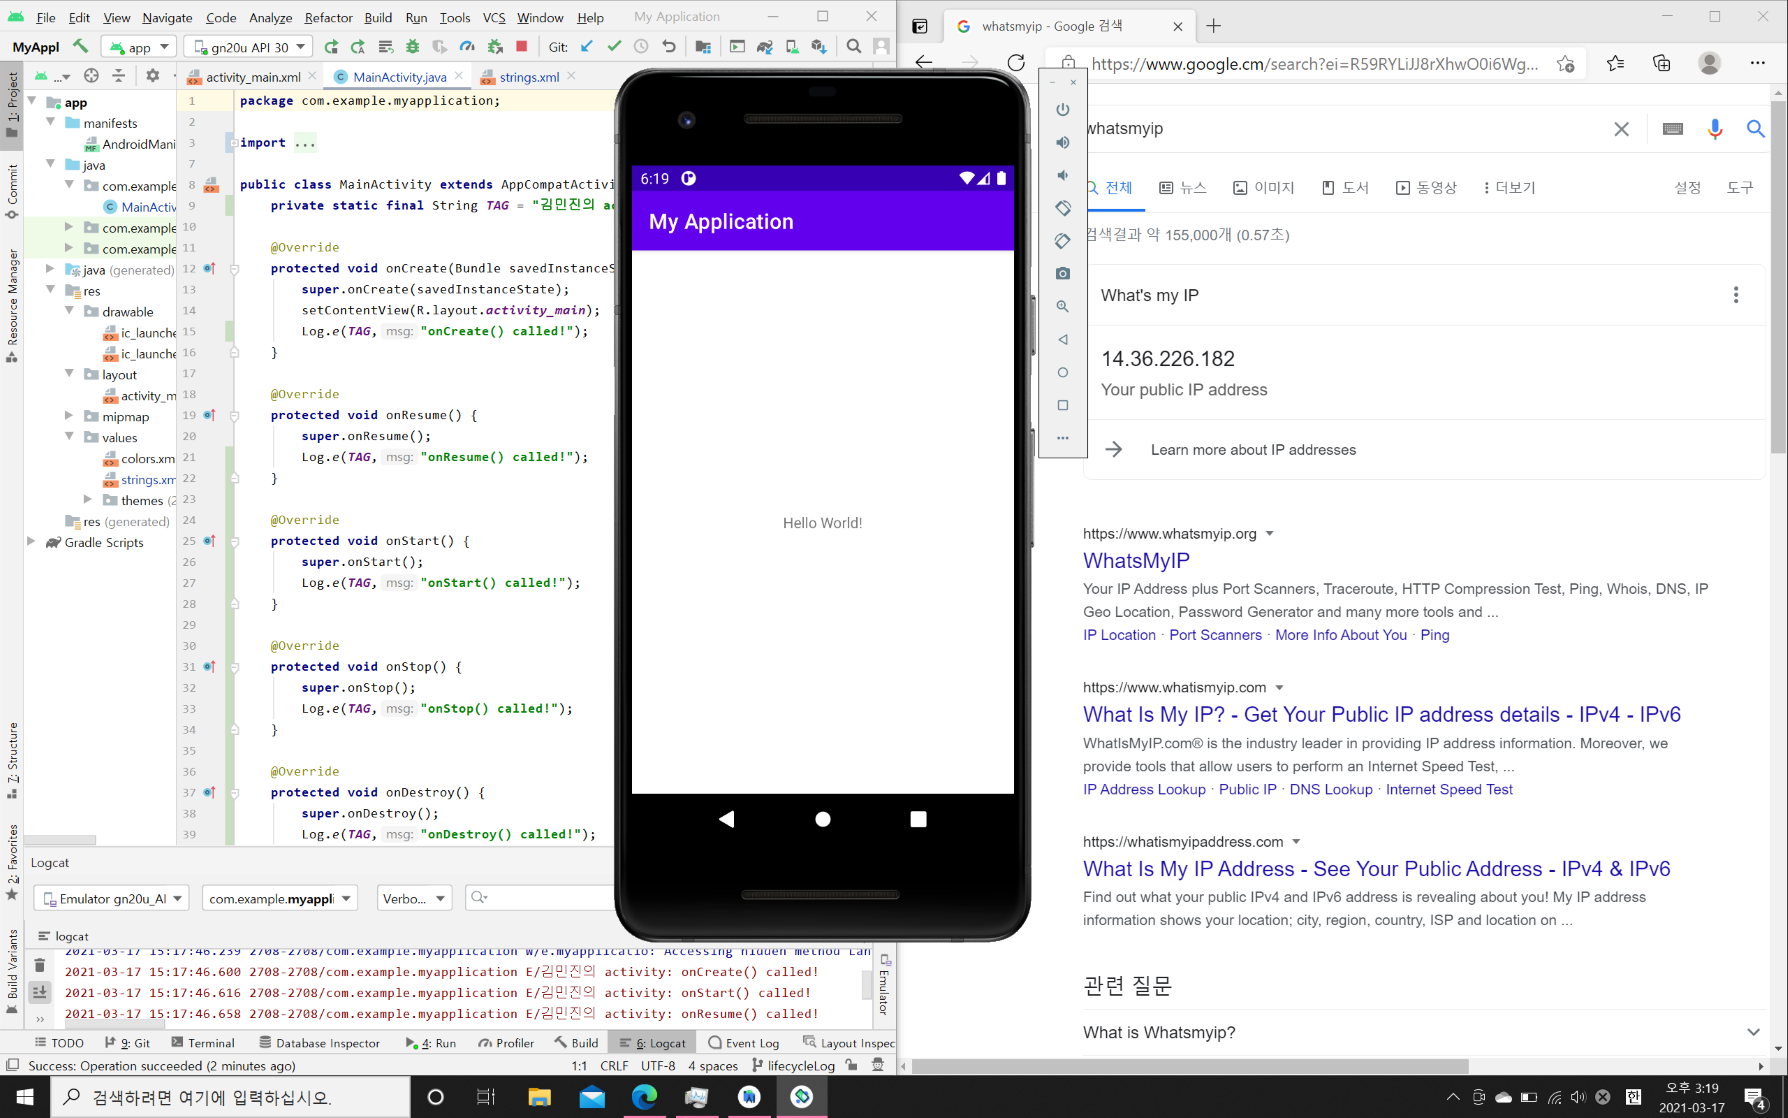 File Edit View Navigate Code Analyze Refactor Build Run Tools VCS Window Help My Application
MyAppl app gn20u API 30 Git:
activity_main.xml MainActivity.java strings.xml
1: Project
Commit
Resource Manager
7: Structure
2: Favorites
Build Variants
app
manifests
AndroidMani
java
com.example
MainActiv
com.example
com.example
java (generated)
res
drawable
ic_launche
ic_launche
layout
activity_m
mipmap
values
colors.xm
strings.xm
themes (2
res (generated)
Gradle Scripts
1 package com.example.myapplication;
2
3 import ...
7
8 public class MainActivity extends AppCompatActivi
9 private static final String TAG = "김민진의 ac
10
11 @Override
12 protected void onCreate(Bundle savedInstanceS
13 super.onCreate(savedInstanceState);
14 setContentView(R.layout.activity_main);
15 Log.e(TAG, msg: "onCreate() called!");
16 }
17
18 @Override
19 protected void onResume() {
20 super.onResume();
21 Log.e(TAG, msg: "onResume() called!");
22 }
23
24 @Override
25 protected void onStart() {
26 super.onStart();
27 Log.e(TAG, msg: "onStart() called!");
28 }
29
30 @Override
31 protected void onStop() {
32 super.onStop();
33 Log.e(TAG, msg: "onStop() called!");
34 }
35
36 @Override
37 protected void onDestroy() {
38 super.onDestroy();
39 Log.e(TAG, msg: "onDestroy() called!");
Logcat
Emulator gn20u_AI com.example.myappli Verbo...
logcat
2021-03-17 15:17:46.239 2708-2708/com.example.myapplication W/e.myapplicatio: Accessing hidden method Lan
2021-03-17 15:17:46.600 2708-2708/com.example.myapplication E/김민진의 activity: onCreate() called!
2021-03-17 15:17:46.616 2708-2708/com.example.myapplication E/김민진의 activity: onStart() called!
2021-03-17 15:17:46.658 2708-2708/com.example.myapplication E/김민진의 activity: onResume() called!
Emulator
TODO 9: Git Terminal Database Inspector 4: Run Profiler Build 6: Logcat Event Log Layout Inspec
Success: Operation succeeded (2 minutes ago) 1:1 CRLF UTF-8 4 spaces lifecycleLog
6:19
My Application
Hello World!
whatsmyip - Google 검색
https://www.google.cm/search?ei=R59RYLiJJ8rXhwO0i6Wg...
whatsmyip
전체 뉴스 이미지 도서 동영상 더보기 설정 도구
검색결과 약 155,000개 (0.57초)
What's my IP
14.36.226.182
Your public IP address
Learn more about IP addresses
https://www.whatsmyip.org
WhatsMyIP
Your IP Address plus Port Scanners, Traceroute, HTTP Compression Test, Ping, Whois, DNS, IP
Geo Location, Password Generator and many more tools and ...
IP Location · Port Scanners · More Info About You · Ping
https://www.whatismyip.com
What Is My IP? - Get Your Public IP address details - IPv4 - IPv6
WhatIsMyIP.com® is the industry leader in providing IP address information. Moreover, we
provide tools that allow users to perform an Internet Speed Test, ...
IP Address Lookup · Public IP · DNS Lookup · Internet Speed Test
https://whatismyipaddress.com
What Is My IP Address - See Your Public Address - IPv4 & IPv6
Find out what your public IPv4 and IPv6 address is revealing about you! My IP address
information shows your location; city, region, country, ISP and location on ...
관련 질문
What is Whatsmyip?
검색하려면 여기에 입력하십시오.
한
오후 3:19
2021-03-17
4